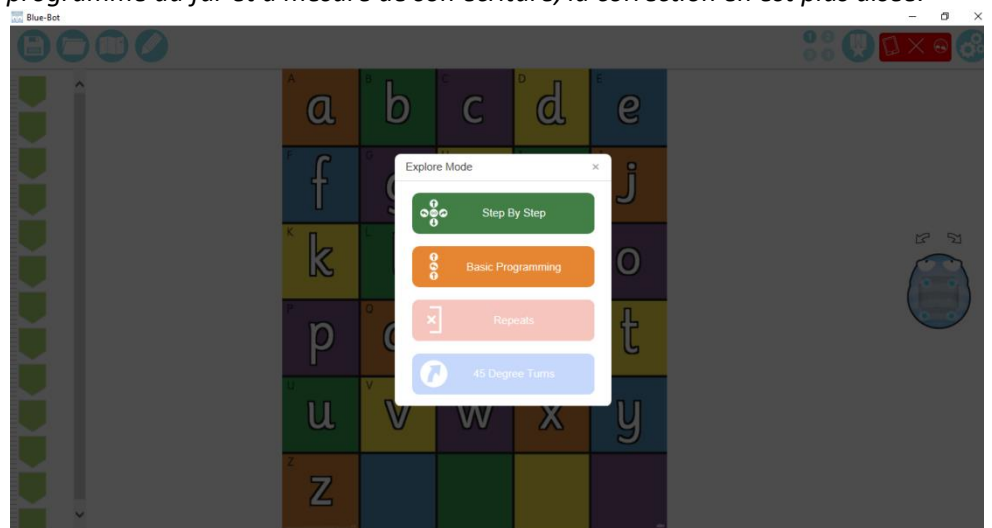 programme au fur et à mesure de son écriture, la correction en est plus aisée.
Blue-Bot
A a B b C c D d E e
F f G j
Explore Mode
Step By Step
K k L O
Basic Programming
Repeats
P p Q t
45 Degree Turns
U u V v w x y
Z z